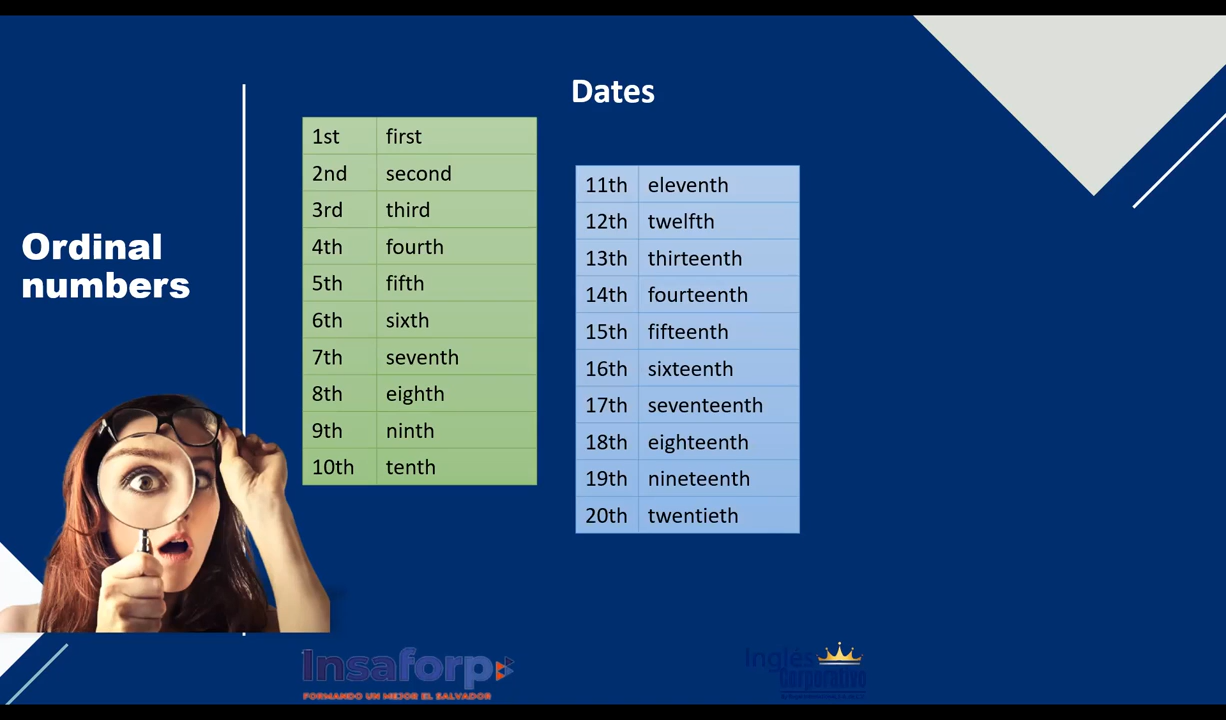 Dates
Ordinal
numbers
1st first
2nd second
3rd third
4th fourth
5th fifth
6th sixth
7th seventh
8th eighth
9th ninth
10th tenth
11th eleventh
12th twelfth
13th thirteenth
14th fourteenth
15th fifteenth
16th sixteenth
17th seventeenth
18th eighteenth
19th nineteenth
20th twentieth
Insaforp
FORMANDO UN MEJOR EL SALVADOR
Inglés
Corporativo